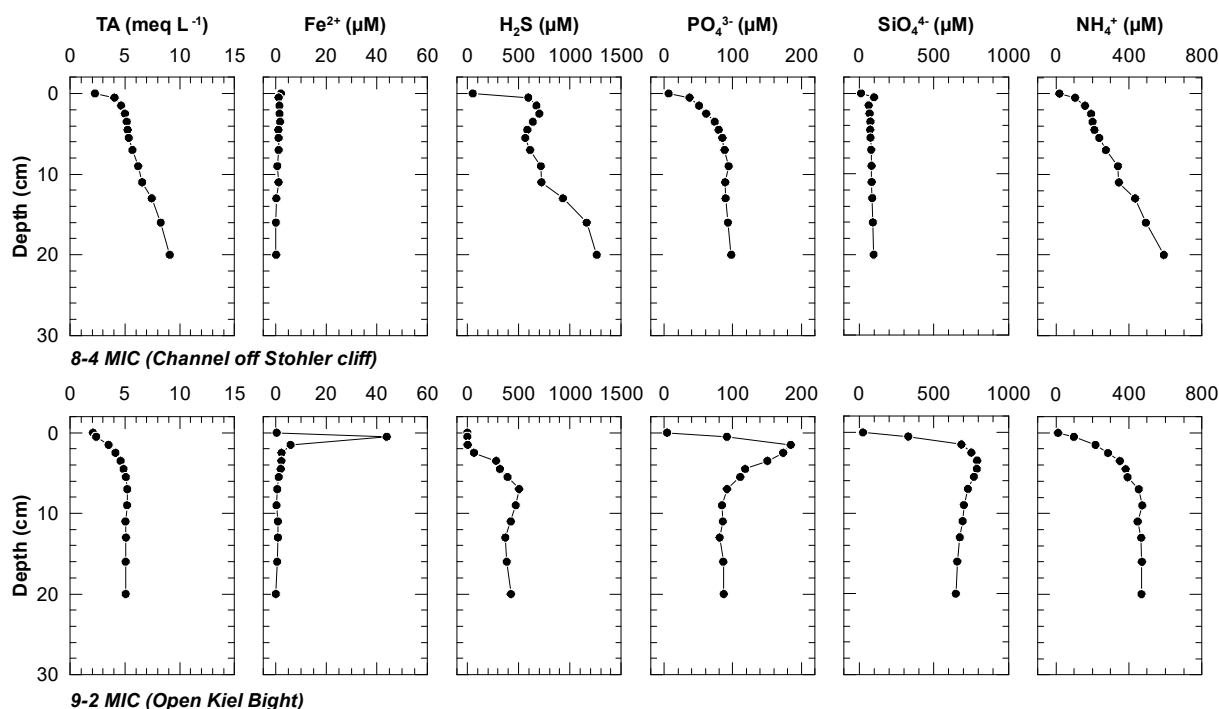 TA (meq L⁻¹) Fe²⁺ (µM) H₂S (µM) PO₄³⁻ (µM) SiO₄⁴⁻ (µM) NH₄⁺ (µM)
0 5 10 15 0 20 40 60 0 500 1000 1500 0 100 200 0 500 1000 0 400 800
0
10
20
30
Depth (cm)
8-4 MIC (Channel off Stohler cliff)
0 5 10 15 0 20 40 60 0 500 1000 1500 0 100 200 0 500 1000 0 400 800
0
10
20
30
Depth (cm)
9-2 MIC (Open Kiel Bight)